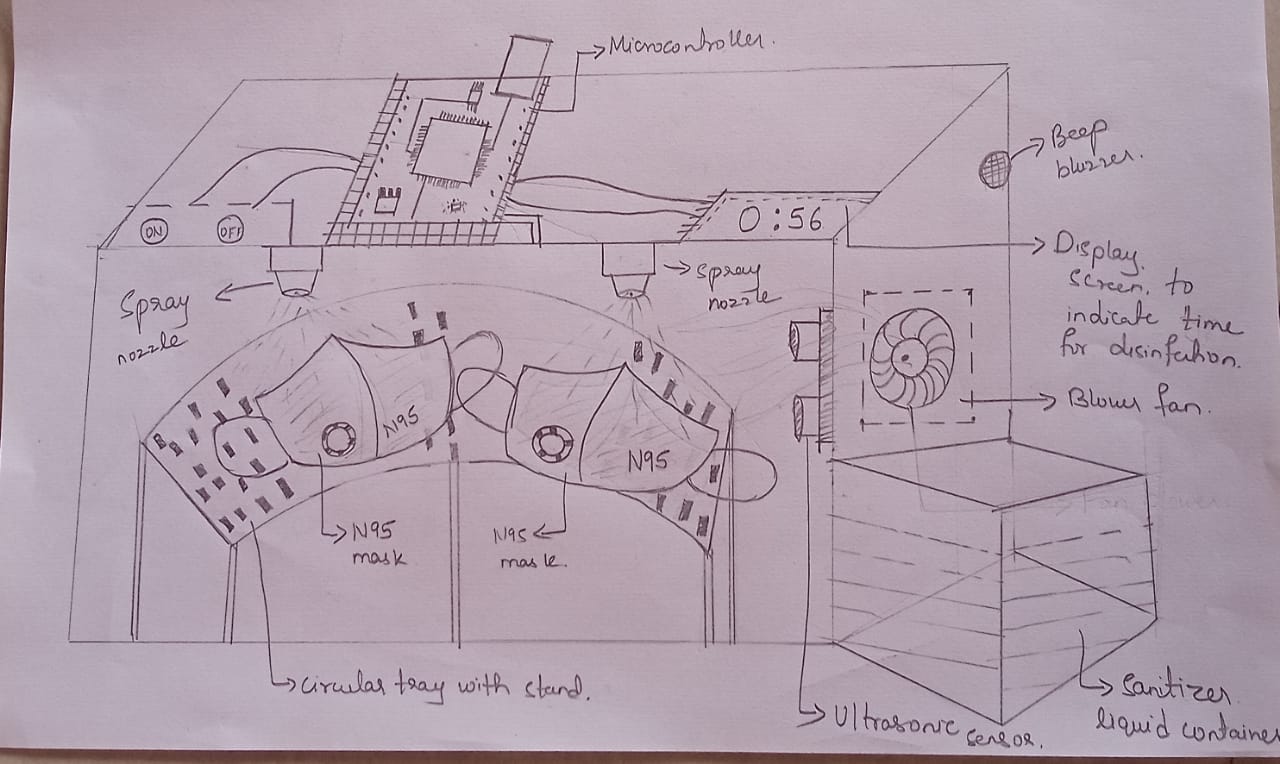 Microcontroller.
Beep
bluzzer.
ON
OFF
0:56
Display
screen. to
indicate time
for disinfection.
Spray
nozzle
Spray
nozzle
Blower fan.
N95
N95
N95
mask
N95
mask.
Circular tray with stand.
Ultrasonic
sensor.
Sanitizer
liquid container